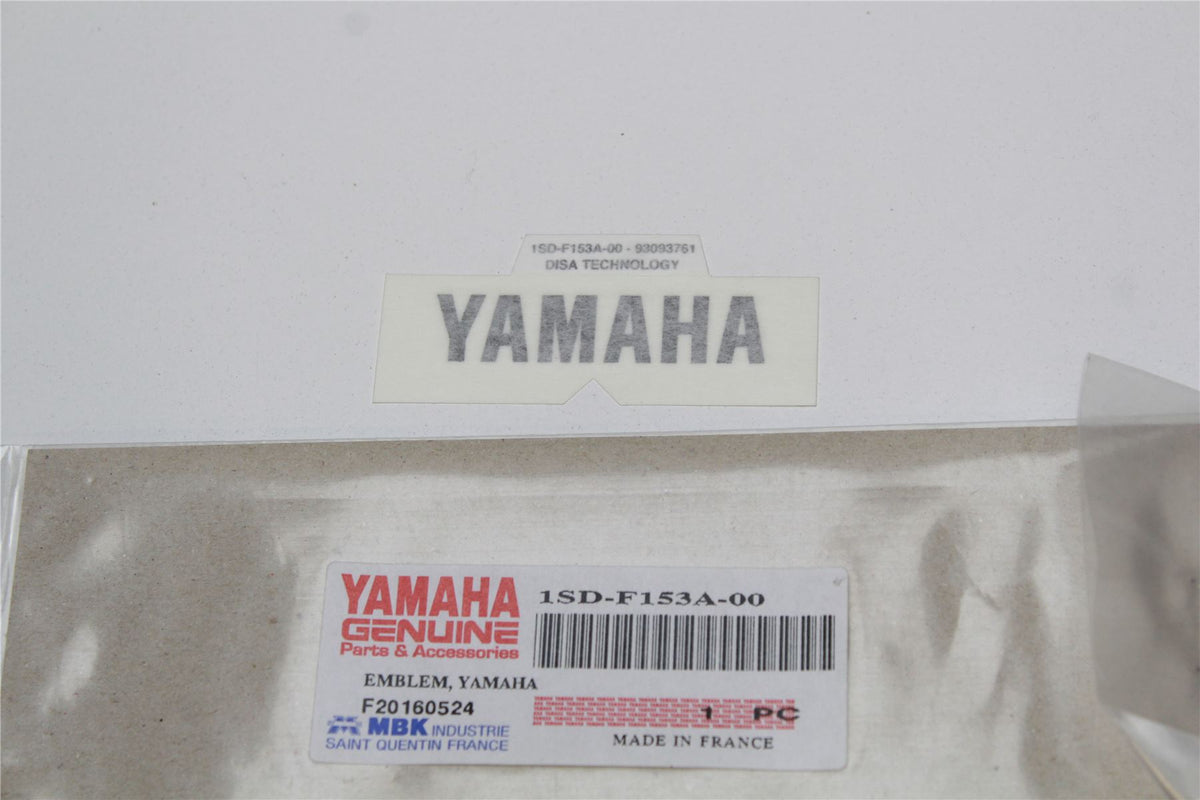 1SD-F153A-00 - 93093761
DISA TECHNOLOGY
YAMAHA
YAMAHA
GENUINE
Parts & Accessories
1SD-F153A-00
EMBLEM, YAMAHA
F20160524
1 PC
MBK INDUSTRIE
SAINT QUENTIN FRANCE
MADE IN FRANCE